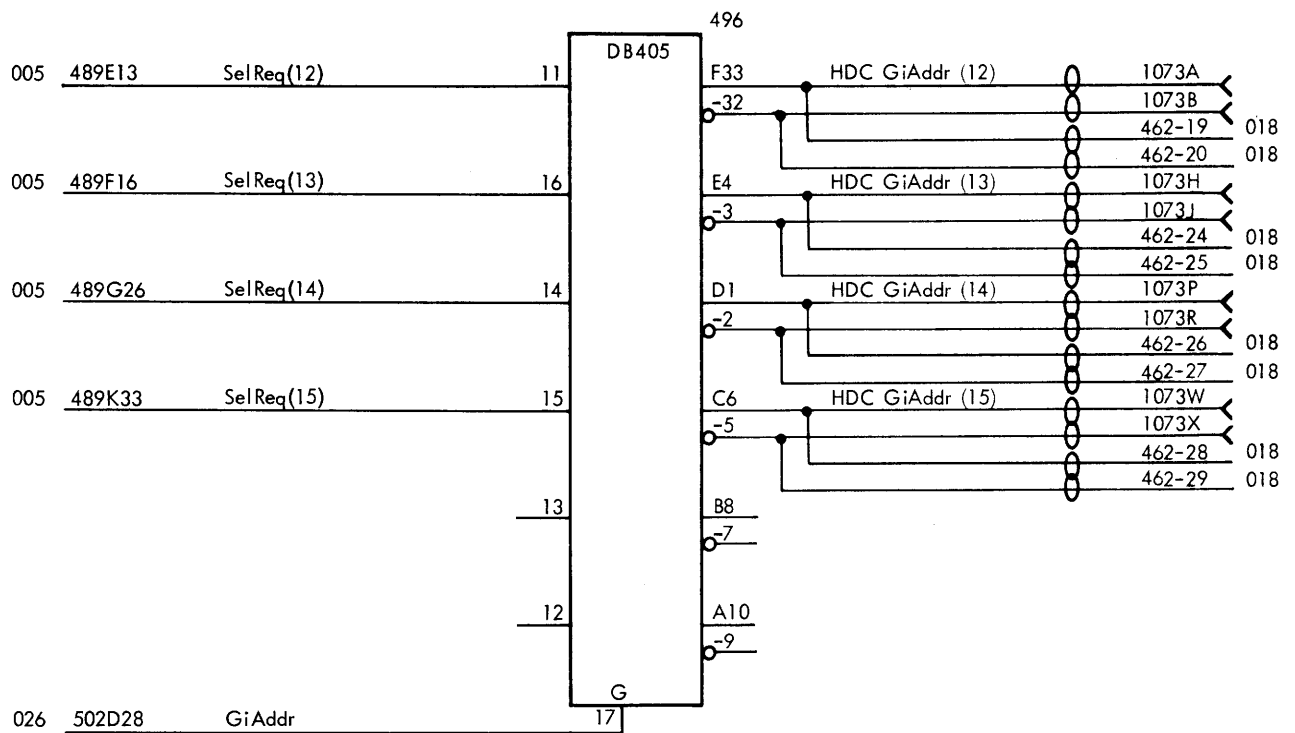 496
DB405
005 489E13 SelReq(12) 11 F33 HDC GiAddr (12) 1073A
-32 1073B
462-19 018
462-20 018
005 489F16 SelReq(13) 16 E4 HDC GiAddr (13) 1073H
-3 1073J
462-24 018
462-25 018
005 489G26 SelReq(14) 14 D1 HDC GiAddr (14) 1073P
-2 1073R
462-26 018
462-27 018
005 489K33 SelReq(15) 15 C6 HDC GiAddr (15) 1073W
-5 1073X
462-28 018
462-29 018
13 B8
-7
12 A10
-9
G
026 502D28 GiAddr 17